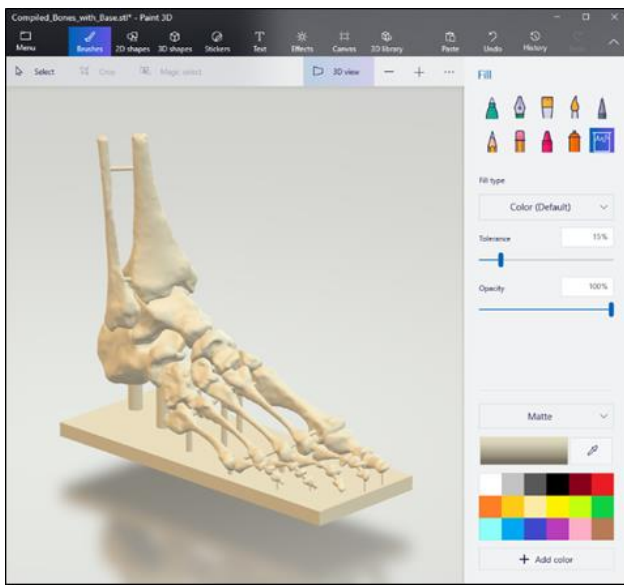 Compiled_Bones_with_Base.stl* - Paint 3D
Menu
Brushes
2D shapes
3D shapes
Stickers
Text
Effects
Canvas
3D library
Paste
Undo
History
Select
Crop
Magic select
3D view
Fill
Fill type
Color (Default)
Tolerance
15%
Opacity
100%
Matte
+ Add color